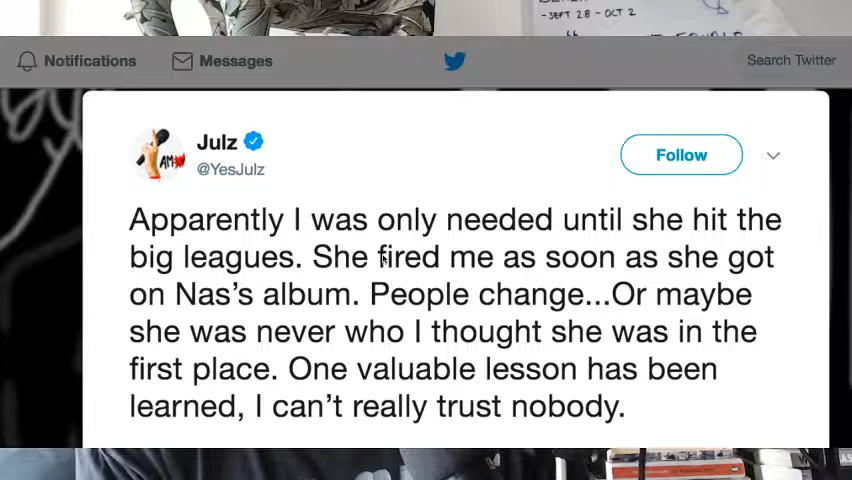 -SEPT 28 - OCT 2
Notifications
Messages
Search Twitter
Julz
AM
@YesJulz
Follow
Apparently I was only needed until she hit the
big leagues. She fired me as soon as she got
on Nas's album. People change...Or maybe
she was never who I thought she was in the
first place. One valuable lesson has been
learned, I can't really trust nobody.